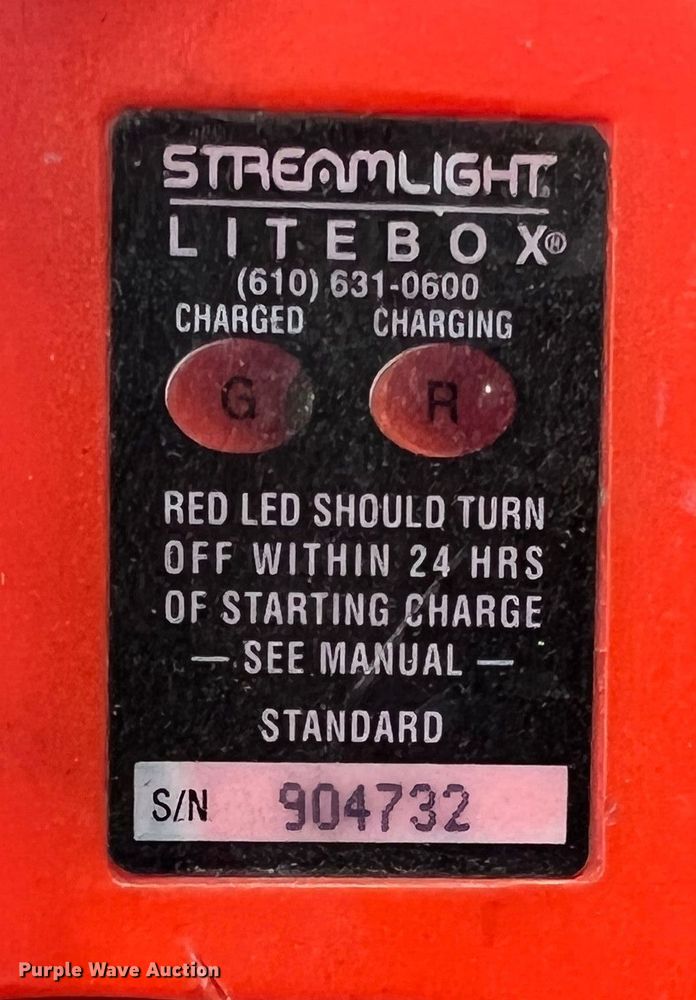 STREAMLIGHT
LITEBOX®
(610) 631-0600
CHARGED CHARGING
G R
RED LED SHOULD TURN
OFF WITHIN 24 HRS
OF STARTING CHARGE
— SEE MANUAL —
STANDARD
S/N 904732
Purple Wave Auction